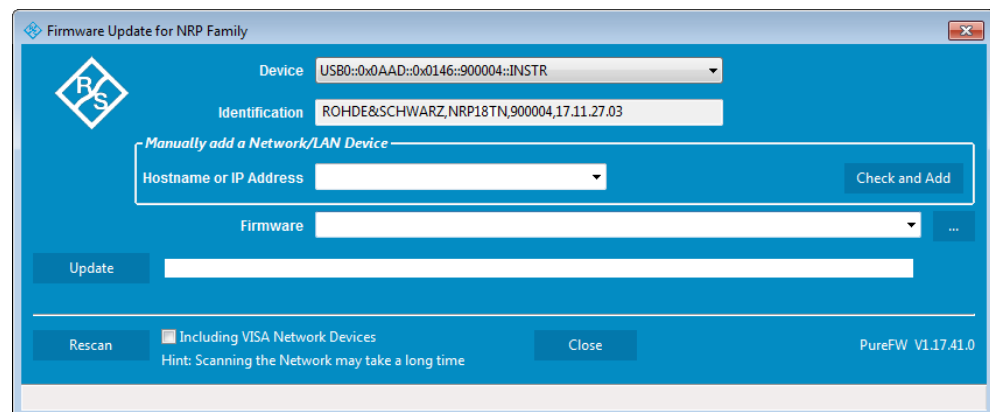 Firmware Update for NRP Family
R&S
Device USB0::0x0AAD::0x0146::900004::INSTR
Identification ROHDE&SCHWARZ,NRP18TN,900004,17.11.27.03
Manually add a Network/LAN Device
Hostname or IP Address Check and Add
Firmware ...
Update
Rescan Including VISA Network Devices Close PureFW V1.17.41.0
Hint: Scanning the Network may take a long time